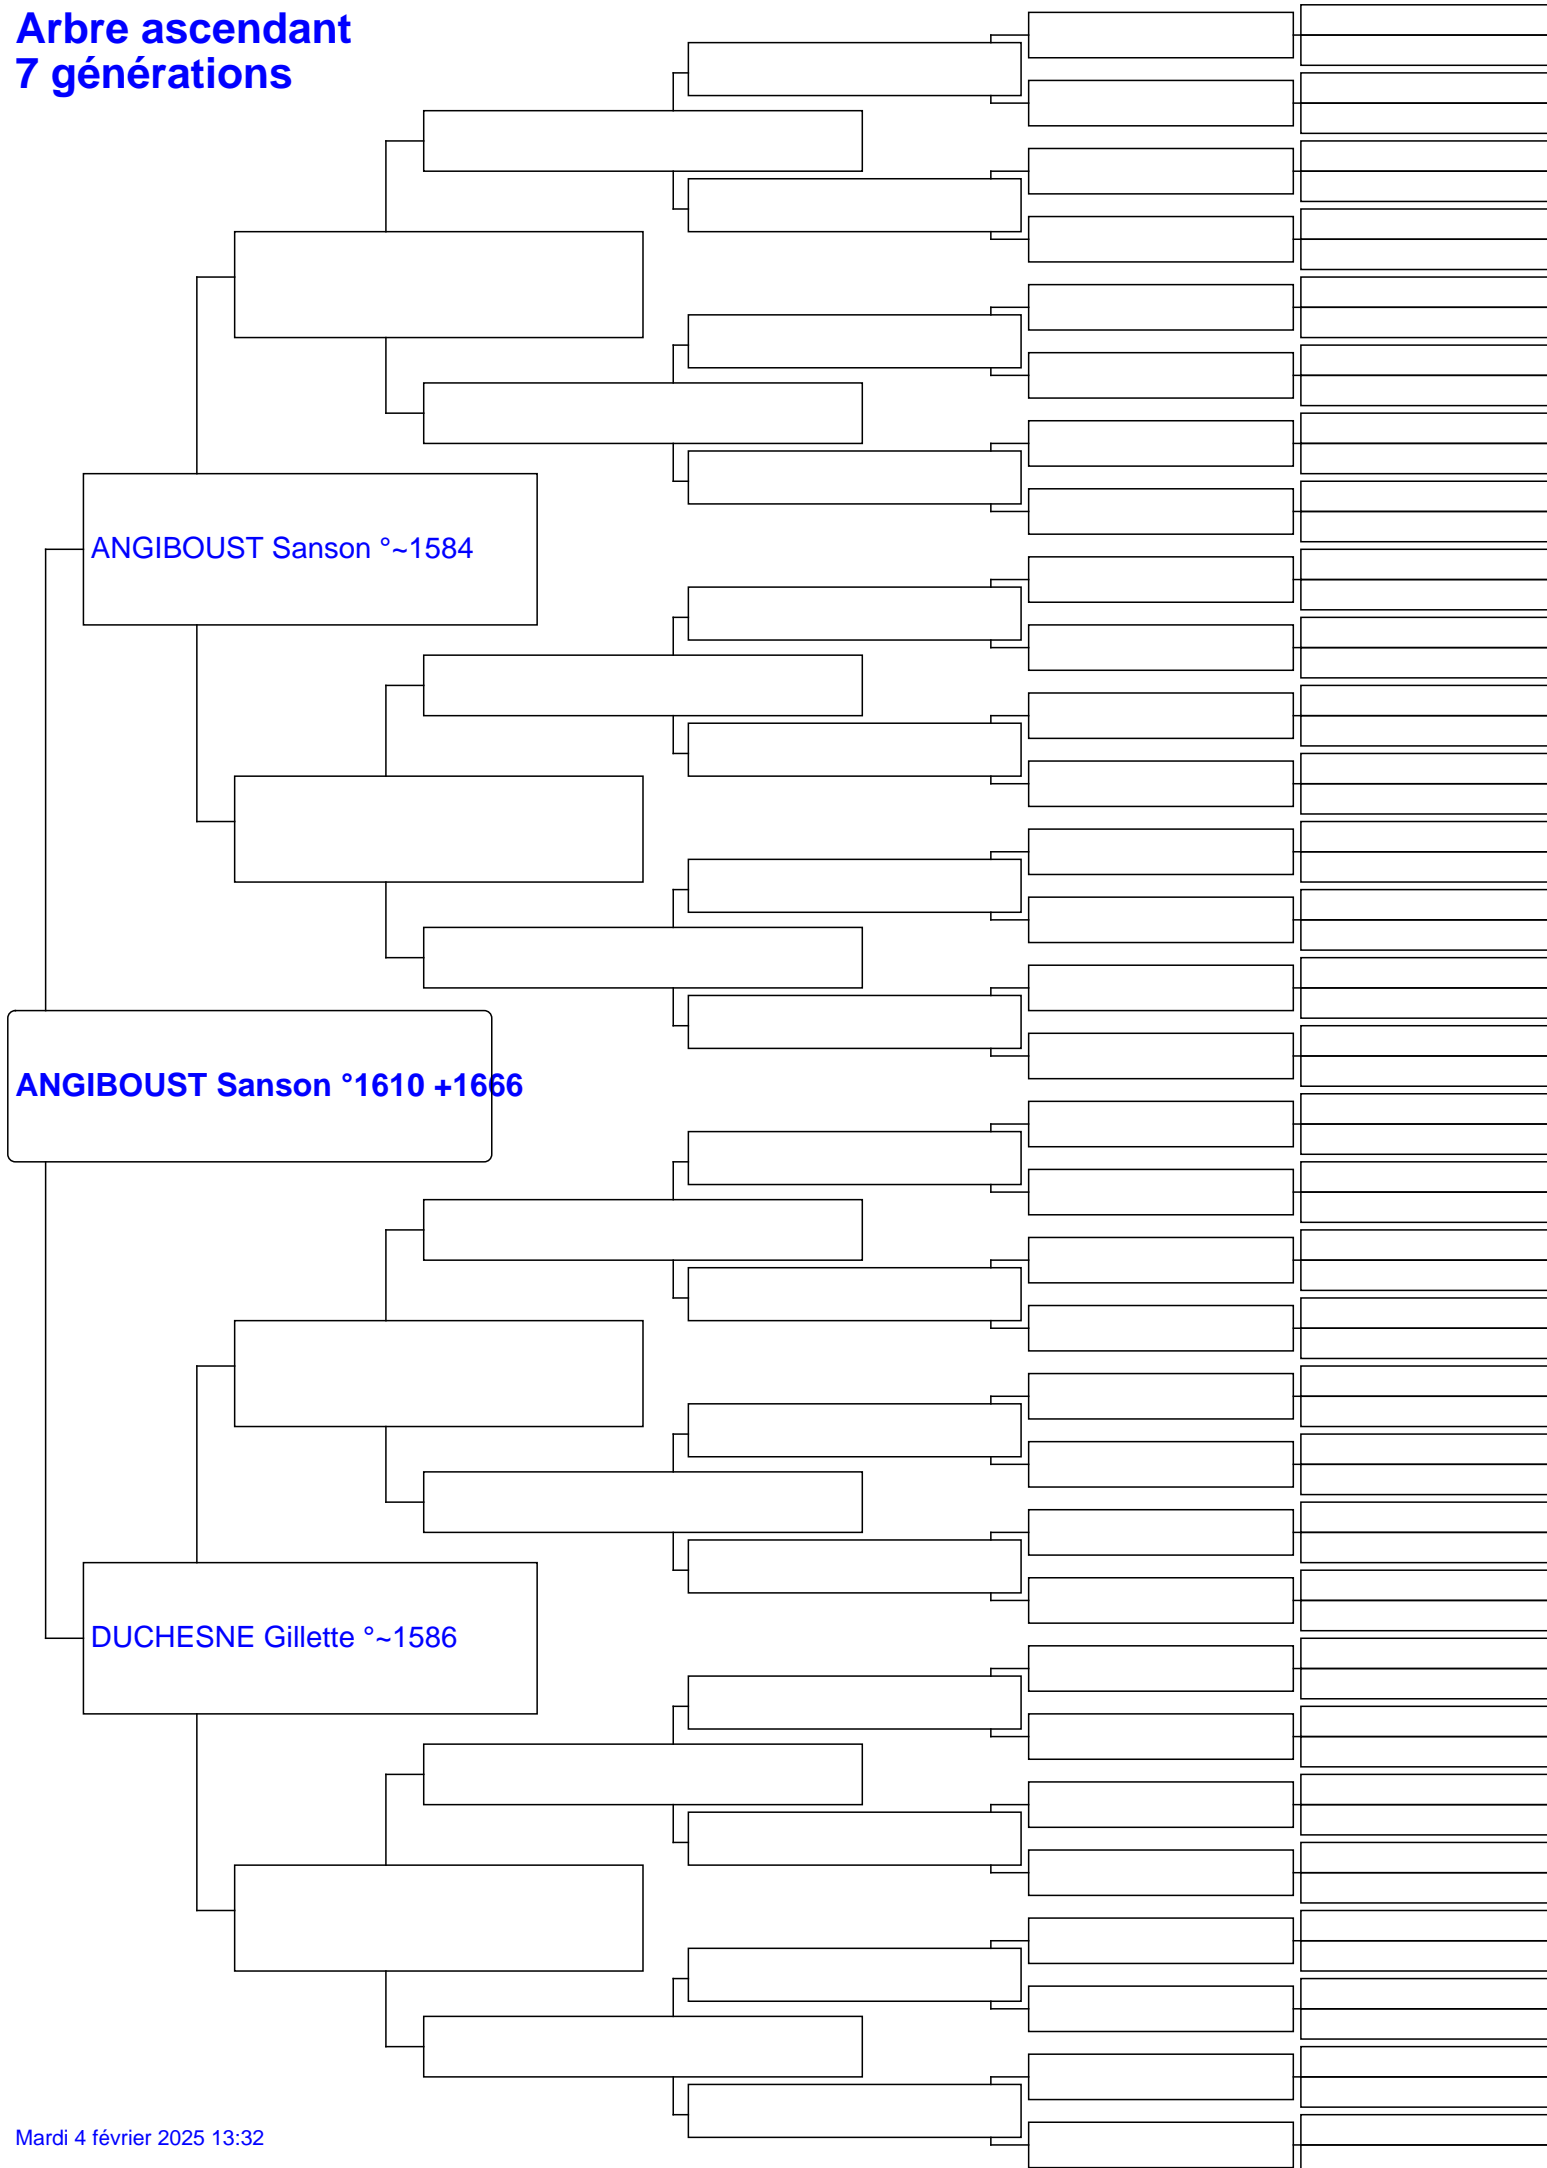 Arbre ascendant
7 générations
ANGIBOUST Sanson °~1584
ANGIBOUST Sanson °1610 +1666
DUCHESNE Gillette °~1586
Mardi 4 février 2025 13:32